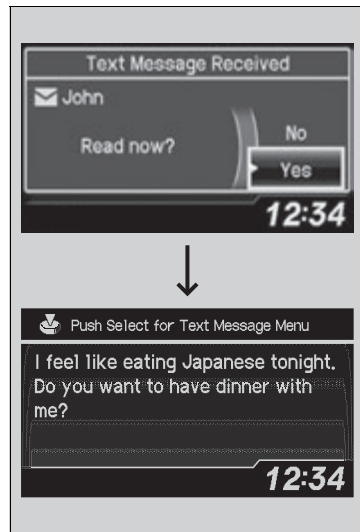 Text Message Received
John
Read now?
No
Yes
12:34
Push Select for Text Message Menu
I feel like eating Japanese tonight.
Do you want to have dinner with
me?
12:34